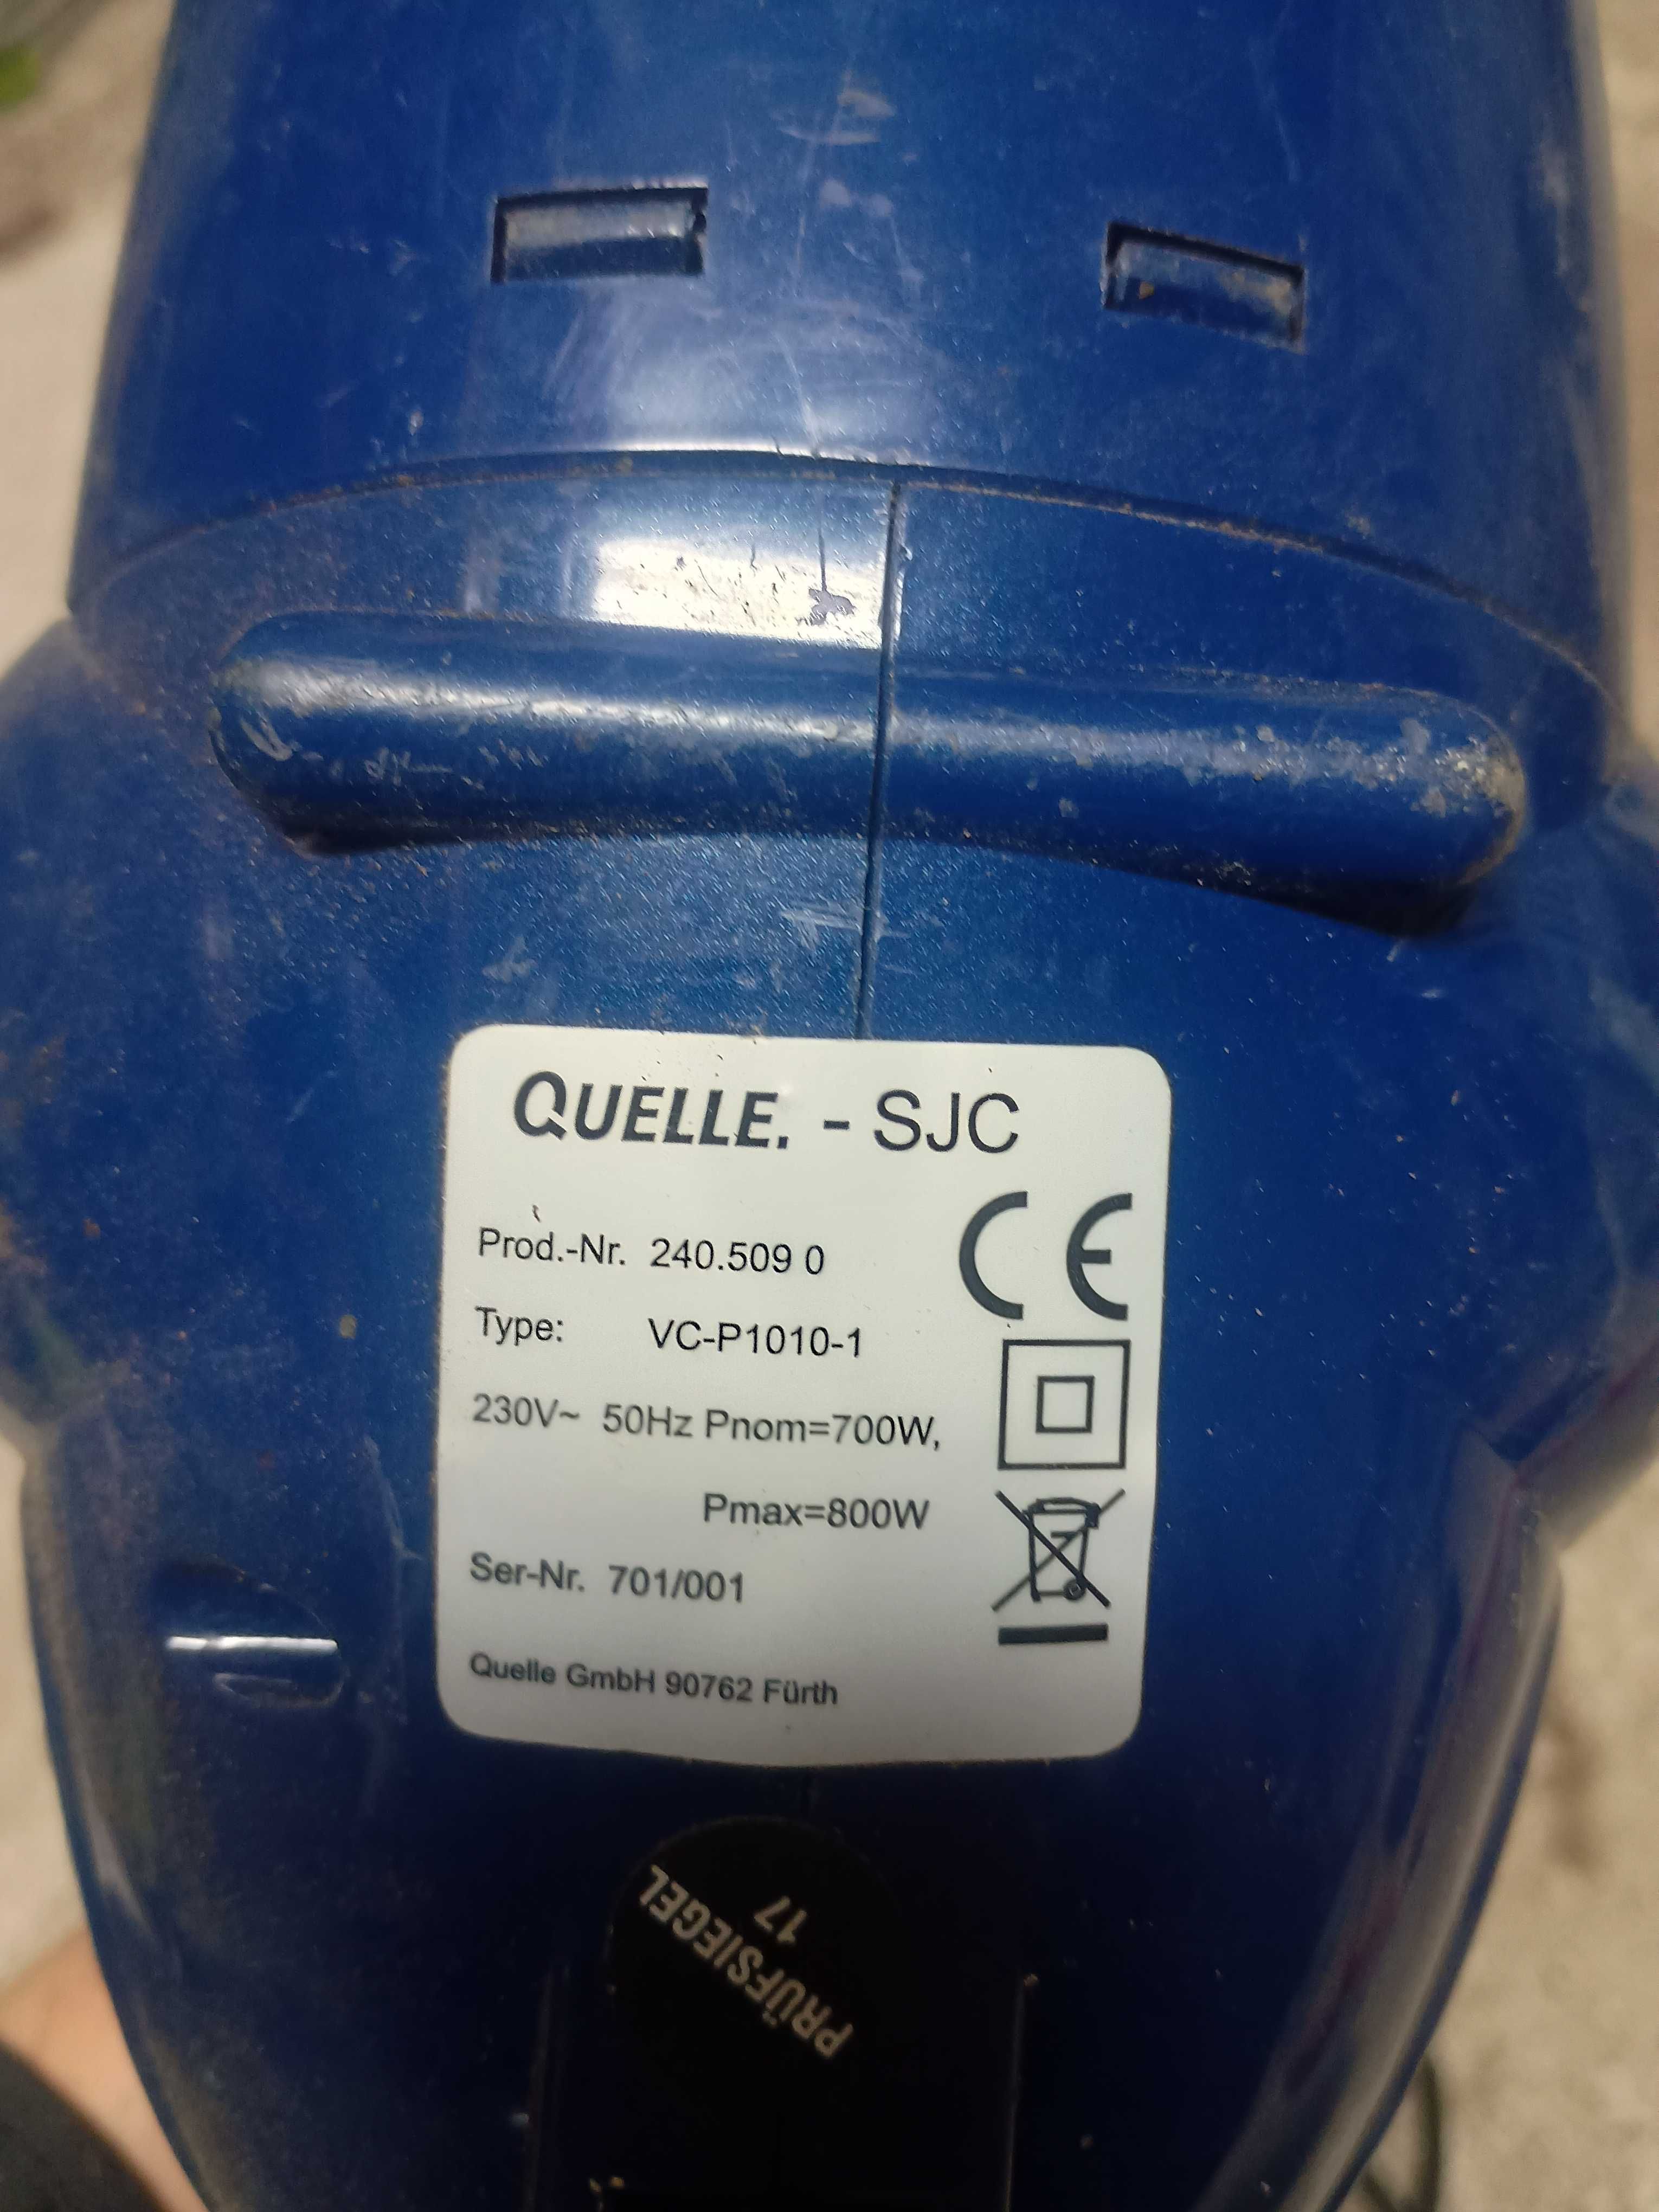 QUELLE. - SJC
Prod.-Nr. 240.509 0
CE
Type: VC-P1010-1
230V~ 50Hz Pnom=700W,
Pmax=800W
Ser-Nr. 701/001
Quelle GmbH 90762 Fürth
PRÜFSIEGEL
17